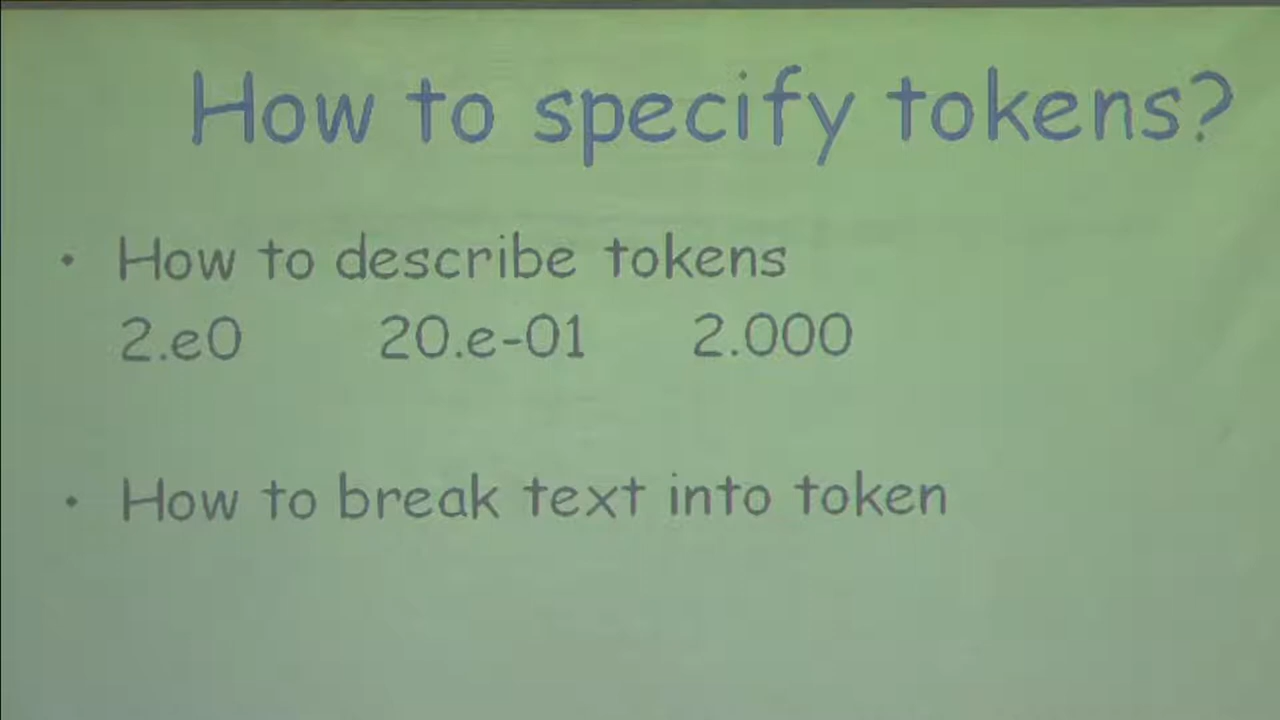 How to specify tokens?
• How to describe tokens
2.e0 20.e-01 2.000
• How to break text into token